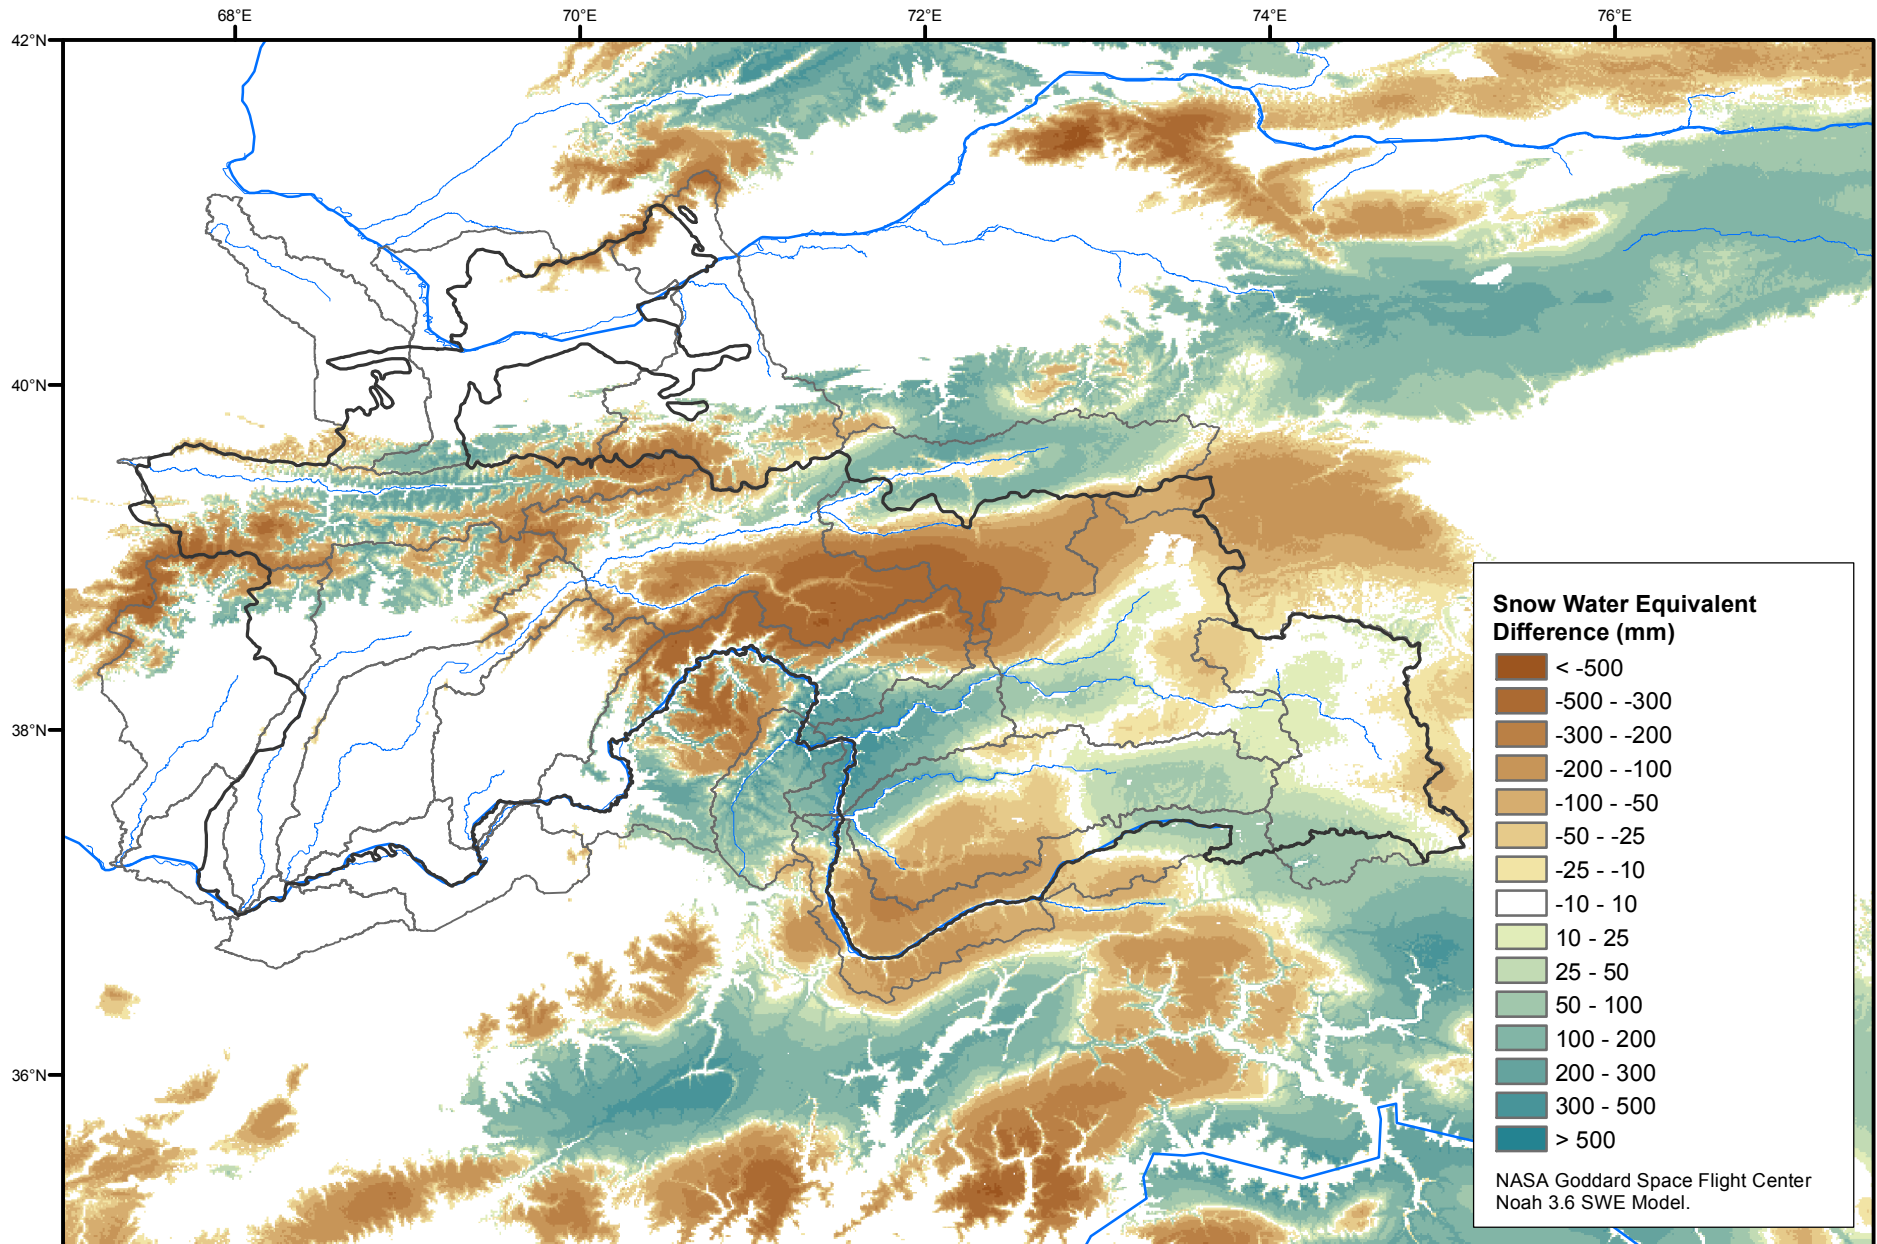 68°E
70°E
72°E
74°E
76°E
42°N
40°N
38°N
36°N
Snow Water Equivalent
Difference (mm)
< -500
-500 - -300
-300 - -200
-200 - -100
-100 - -50
-50 - -25
-25 - -10
-10 - 10
10 - 25
25 - 50
50 - 100
100 - 200
200 - 300
300 - 500
> 500
NASA Goddard Space Flight Center
Noah 3.6 SWE Model.